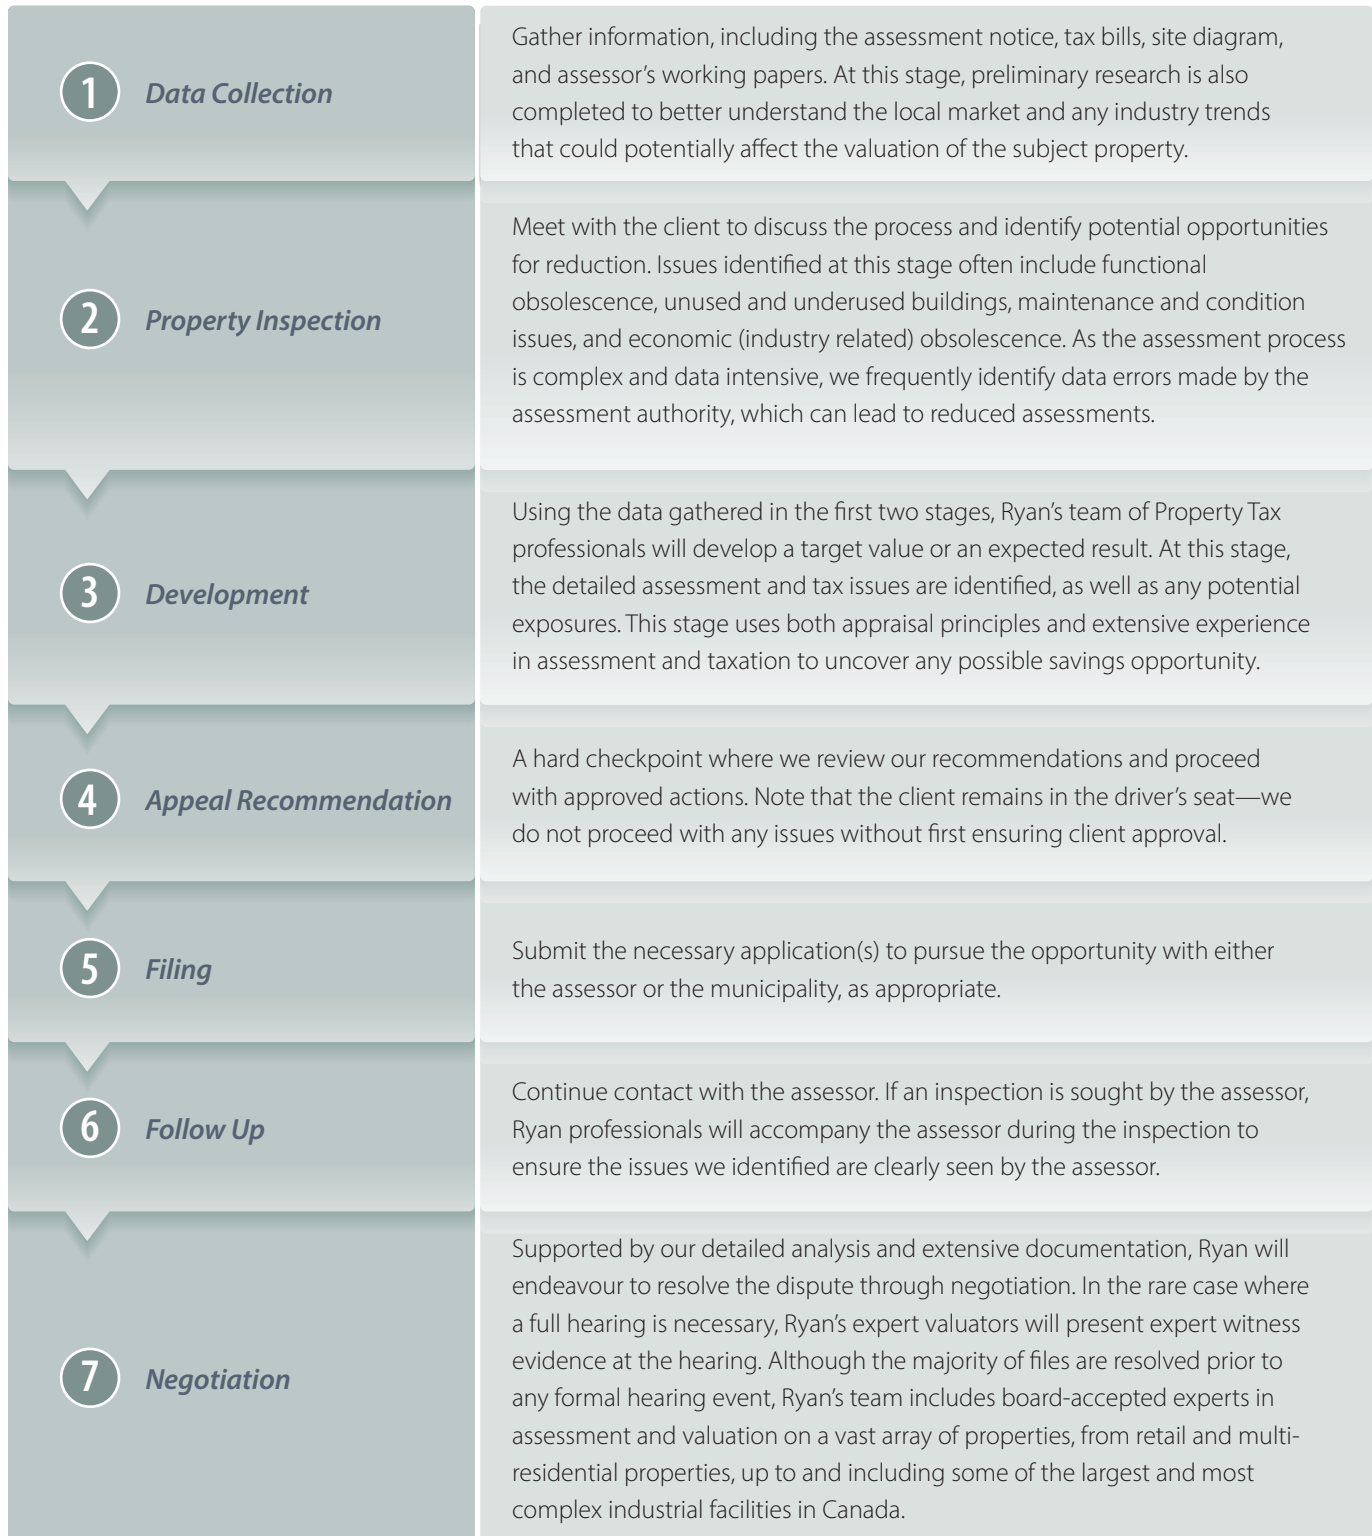 1
Data Collection
Gather information, including the assessment notice, tax bills, site diagram,
and assessor’s working papers. At this stage, preliminary research is also
completed to better understand the local market and any industry trends
that could potentially affect the valuation of the subject property.
2
Property Inspection
Meet with the client to discuss the process and identify potential opportunities
for reduction. Issues identified at this stage often include functional
obsolescence, unused and underused buildings, maintenance and condition
issues, and economic (industry related) obsolescence. As the assessment process
is complex and data intensive, we frequently identify data errors made by the
assessment authority, which can lead to reduced assessments.
3
Development
Using the data gathered in the first two stages, Ryan’s team of Property Tax
professionals will develop a target value or an expected result. At this stage,
the detailed assessment and tax issues are identified, as well as any potential
exposures. This stage uses both appraisal principles and extensive experience
in assessment and taxation to uncover any possible savings opportunity.
4
Appeal Recommendation
A hard checkpoint where we review our recommendations and proceed
with approved actions. Note that the client remains in the driver’s seat—we
do not proceed with any issues without first ensuring client approval.
5
Filing
Submit the necessary application(s) to pursue the opportunity with either
the assessor or the municipality, as appropriate.
6
Follow Up
Continue contact with the assessor. If an inspection is sought by the assessor,
Ryan professionals will accompany the assessor during the inspection to
ensure the issues we identified are clearly seen by the assessor.
7
Negotiation
Supported by our detailed analysis and extensive documentation, Ryan will
endeavour to resolve the dispute through negotiation. In the rare case where
a full hearing is necessary, Ryan’s expert valuators will present expert witness
evidence at the hearing. Although the majority of files are resolved prior to
any formal hearing event, Ryan’s team includes board-accepted experts in
assessment and valuation on a vast array of properties, from retail and multi-
residential properties, up to and including some of the largest and most
complex industrial facilities in Canada.